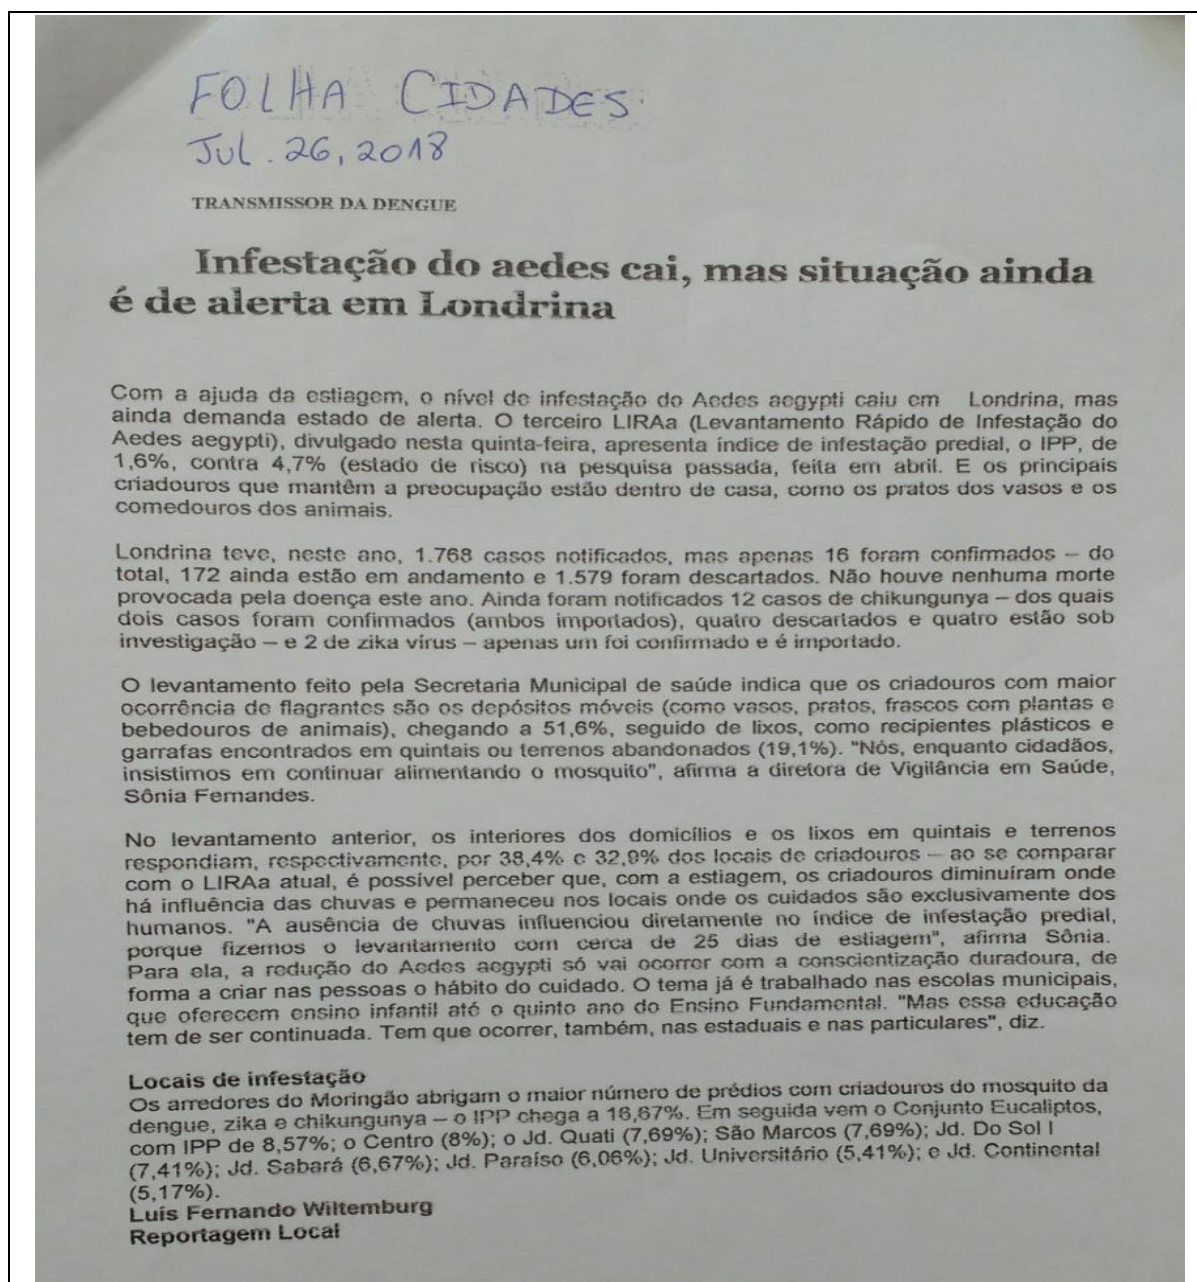 FOLHA CIDADES
Jul. 26, 2018
TRANSMISSOR DA DENGUE
Infestação do aedes cai, mas situação ainda
é de alerta em Londrina
Com a ajuda da estiagem, o nível de infestação do Aedes aegypti caiu em Londrina, mas
ainda demanda estado de alerta. O terceiro LIRAa (Levantamento Rápido de Infestação do
Aedes aegypti), divulgado nesta quinta-feira, apresenta índice de infestação predial, o IPP, de
1,6%, contra 4,7% (estado de risco) na pesquisa passada, feita em abril. E os principais
criadouros que mantêm a preocupação estão dentro de casa, como os pratos dos vasos e os
comedouros dos animais.
Londrina teve, neste ano, 1.768 casos notificados, mas apenas 16 foram confirmados – do
total, 172 ainda estão em andamento e 1.579 foram descartados. Não houve nenhuma morte
provocada pela doença este ano. Ainda foram notificados 12 casos de chikungunya – dos quais
dois casos foram confirmados (ambos importados), quatro descartados e quatro estão sob
investigação – e 2 de zika vírus – apenas um foi confirmado e é importado.
O levantamento feito pela Secretaria Municipal de saúde indica que os criadouros com maior
ocorrência de flagrantes são os depósitos móveis (como vasos, pratos, frascos com plantas e
bebedouros de animais), chegando a 51,6%, seguido de lixos, como recipientes plásticos e
garrafas encontrados em quintais ou terrenos abandonados (19,1%). "Nós, enquanto cidadãos,
insistimos em continuar alimentando o mosquito", afirma a diretora de Vigilância em Saúde,
Sônia Fernandes.
No levantamento anterior, os interiores dos domicílios e os lixos em quintais e terrenos
respondiam, respectivamente, por 38,4% e 32,9% dos locais de criadouros – ao se comparar
com o LIRAa atual, é possível perceber que, com a estiagem, os criadouros diminuíram onde
há influência das chuvas e permaneceu nos locais onde os cuidados são exclusivamente dos
humanos. "A ausência de chuvas influenciou diretamente no índice de infestação predial,
porque fizemos o levantamento com cerca de 25 dias de estiagem", afirma Sônia.
Para ela, a redução do Aedes aegypti só vai ocorrer com a conscientização duradoura, de
forma a criar nas pessoas o hábito do cuidado. O tema já é trabalhado nas escolas municipais,
que oferecem ensino infantil até o quinto ano do Ensino Fundamental. "Mas essa educação
tem de ser continuada. Tem que ocorrer, também, nas estaduais e nas particulares", diz.
Locais de infestação
Os arredores do Moringão abrigam o maior número de prédios com criadouros do mosquito da
dengue, zika e chikungunya – o IPP chega a 16,67%. Em seguida vem o Conjunto Eucaliptos,
com IPP de 8,57%; o Centro (8%); o Jd. Quati (7,69%); São Marcos (7,69%); Jd. Do Sol I
(7,41%); Jd. Sabará (6,67%); Jd. Paraíso (6,06%); Jd. Universitário (5,41%); e Jd. Continental
(5,17%).
Luís Fernando Wiltemburg
Reportagem Local